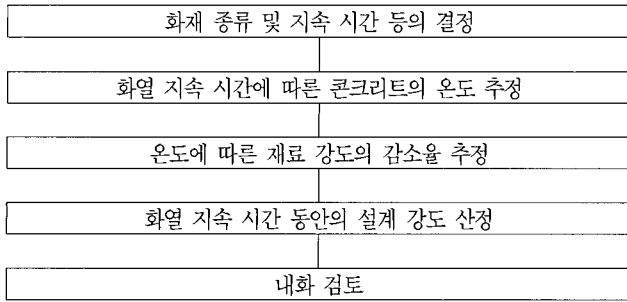 화재 종류 및 지속 시간 등의 결정
화열 지속 시간에 따른 콘크리트의 온도 추정
온도에 따른 재료 강도의 감소율 추정
화열 지속 시간 동안의 설계 강도 산정
내화 검토